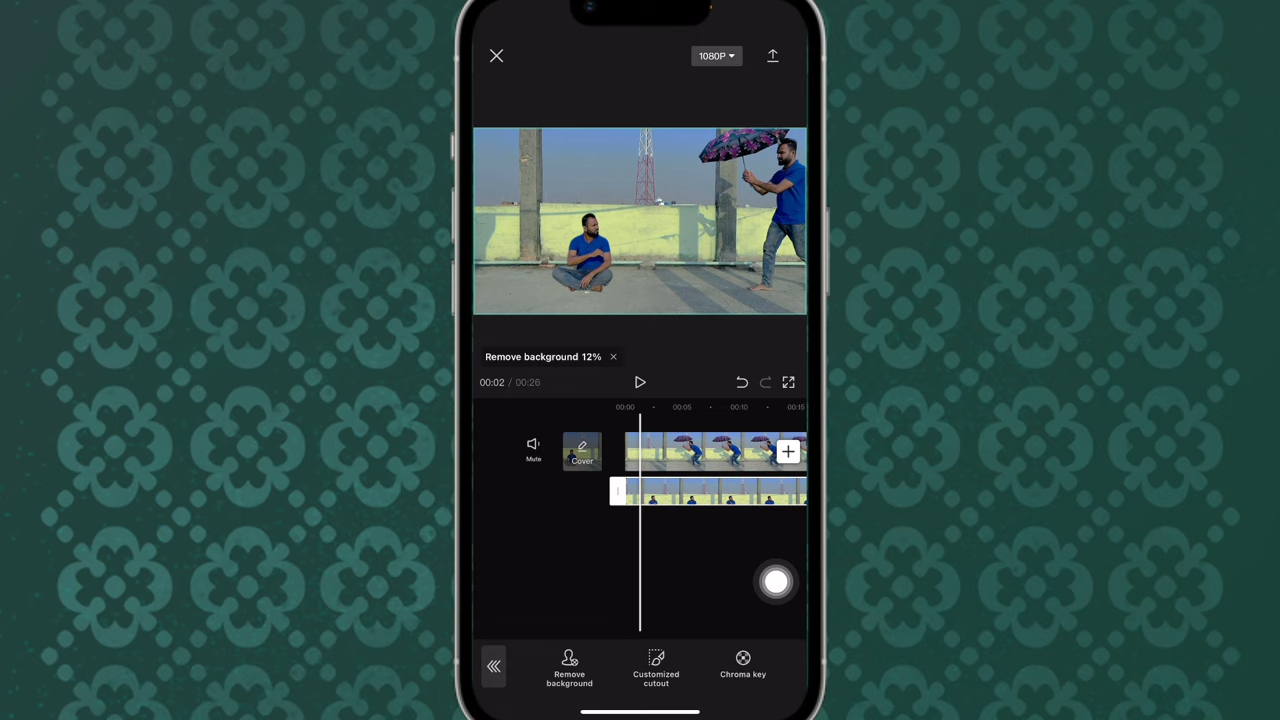 1080P
Remove background 12%
00:02 / 00:26
00:00
00:05
00:10
00:15
Mute
Cover
Remove
background
Customized
cutout
Chroma key